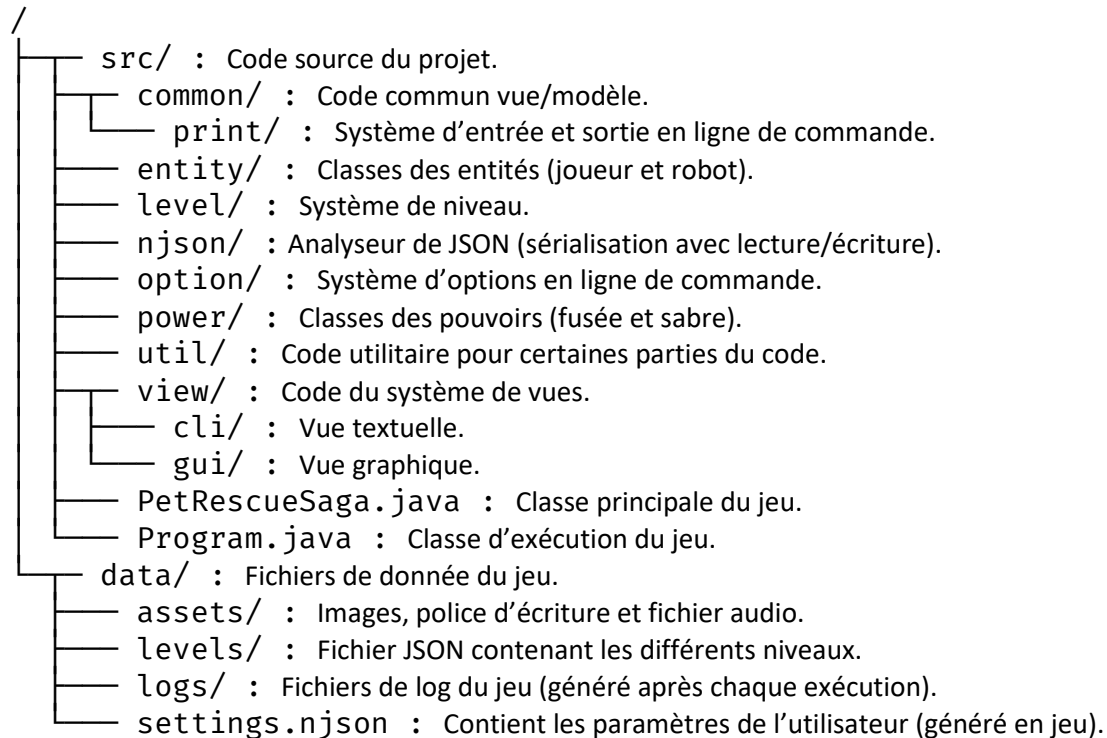 /
src/ : Code source du projet.
common/ : Code commun vue/modèle.
print/ : Système d’entrée et sortie en ligne de commande.
entity/ : Classes des entités (joueur et robot).
level/ : Système de niveau.
njson/ : Analyseur de JSON (sérialisation avec lecture/écriture).
option/ : Système d’options en ligne de commande.
power/ : Classes des pouvoirs (fusée et sabre).
util/ : Code utilitaire pour certaines parties du code.
view/ : Code du système de vues.
cli/ : Vue textuelle.
gui/ : Vue graphique.
PetRescueSaga.java : Classe principale du jeu.
Program.java : Classe d’exécution du jeu.
data/ : Fichiers de donnée du jeu.
assets/ : Images, police d’écriture et fichier audio.
levels/ : Fichier JSON contenant les différents niveaux.
logs/ : Fichiers de log du jeu (généré après chaque exécution).
settings.njson : Contient les paramètres de l’utilisateur (généré en jeu).